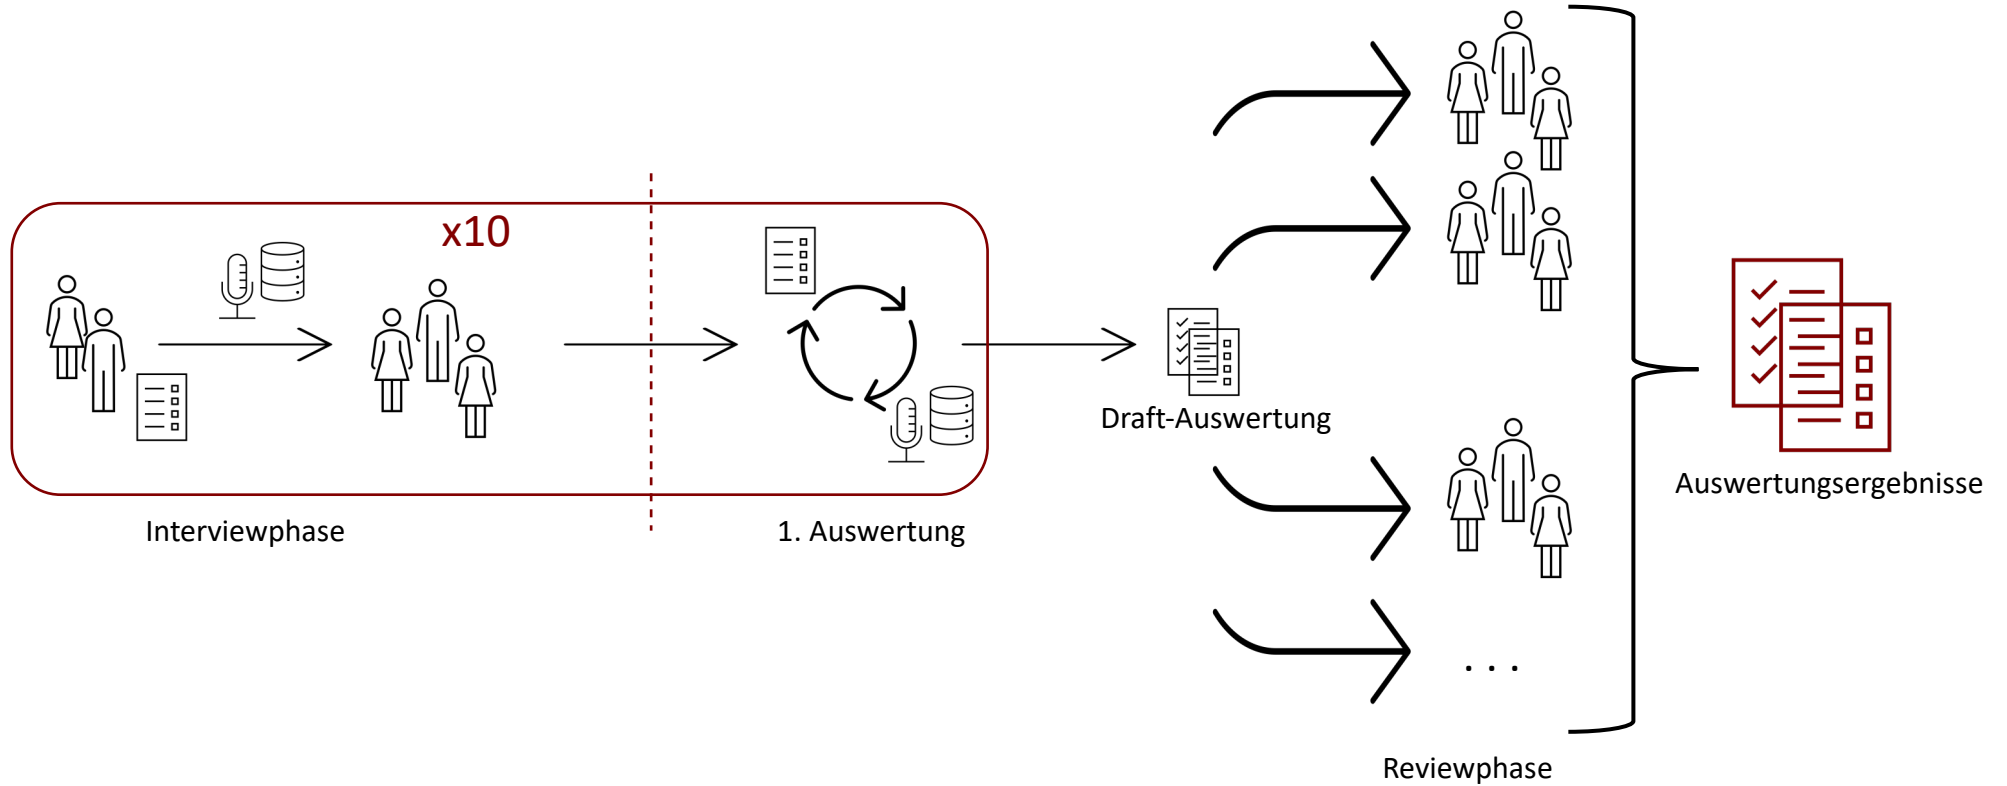 x10
Interviewphase
1. Auswertung
Draft-Auswertung
. . .
Reviewphase
Auswertungsergebnisse